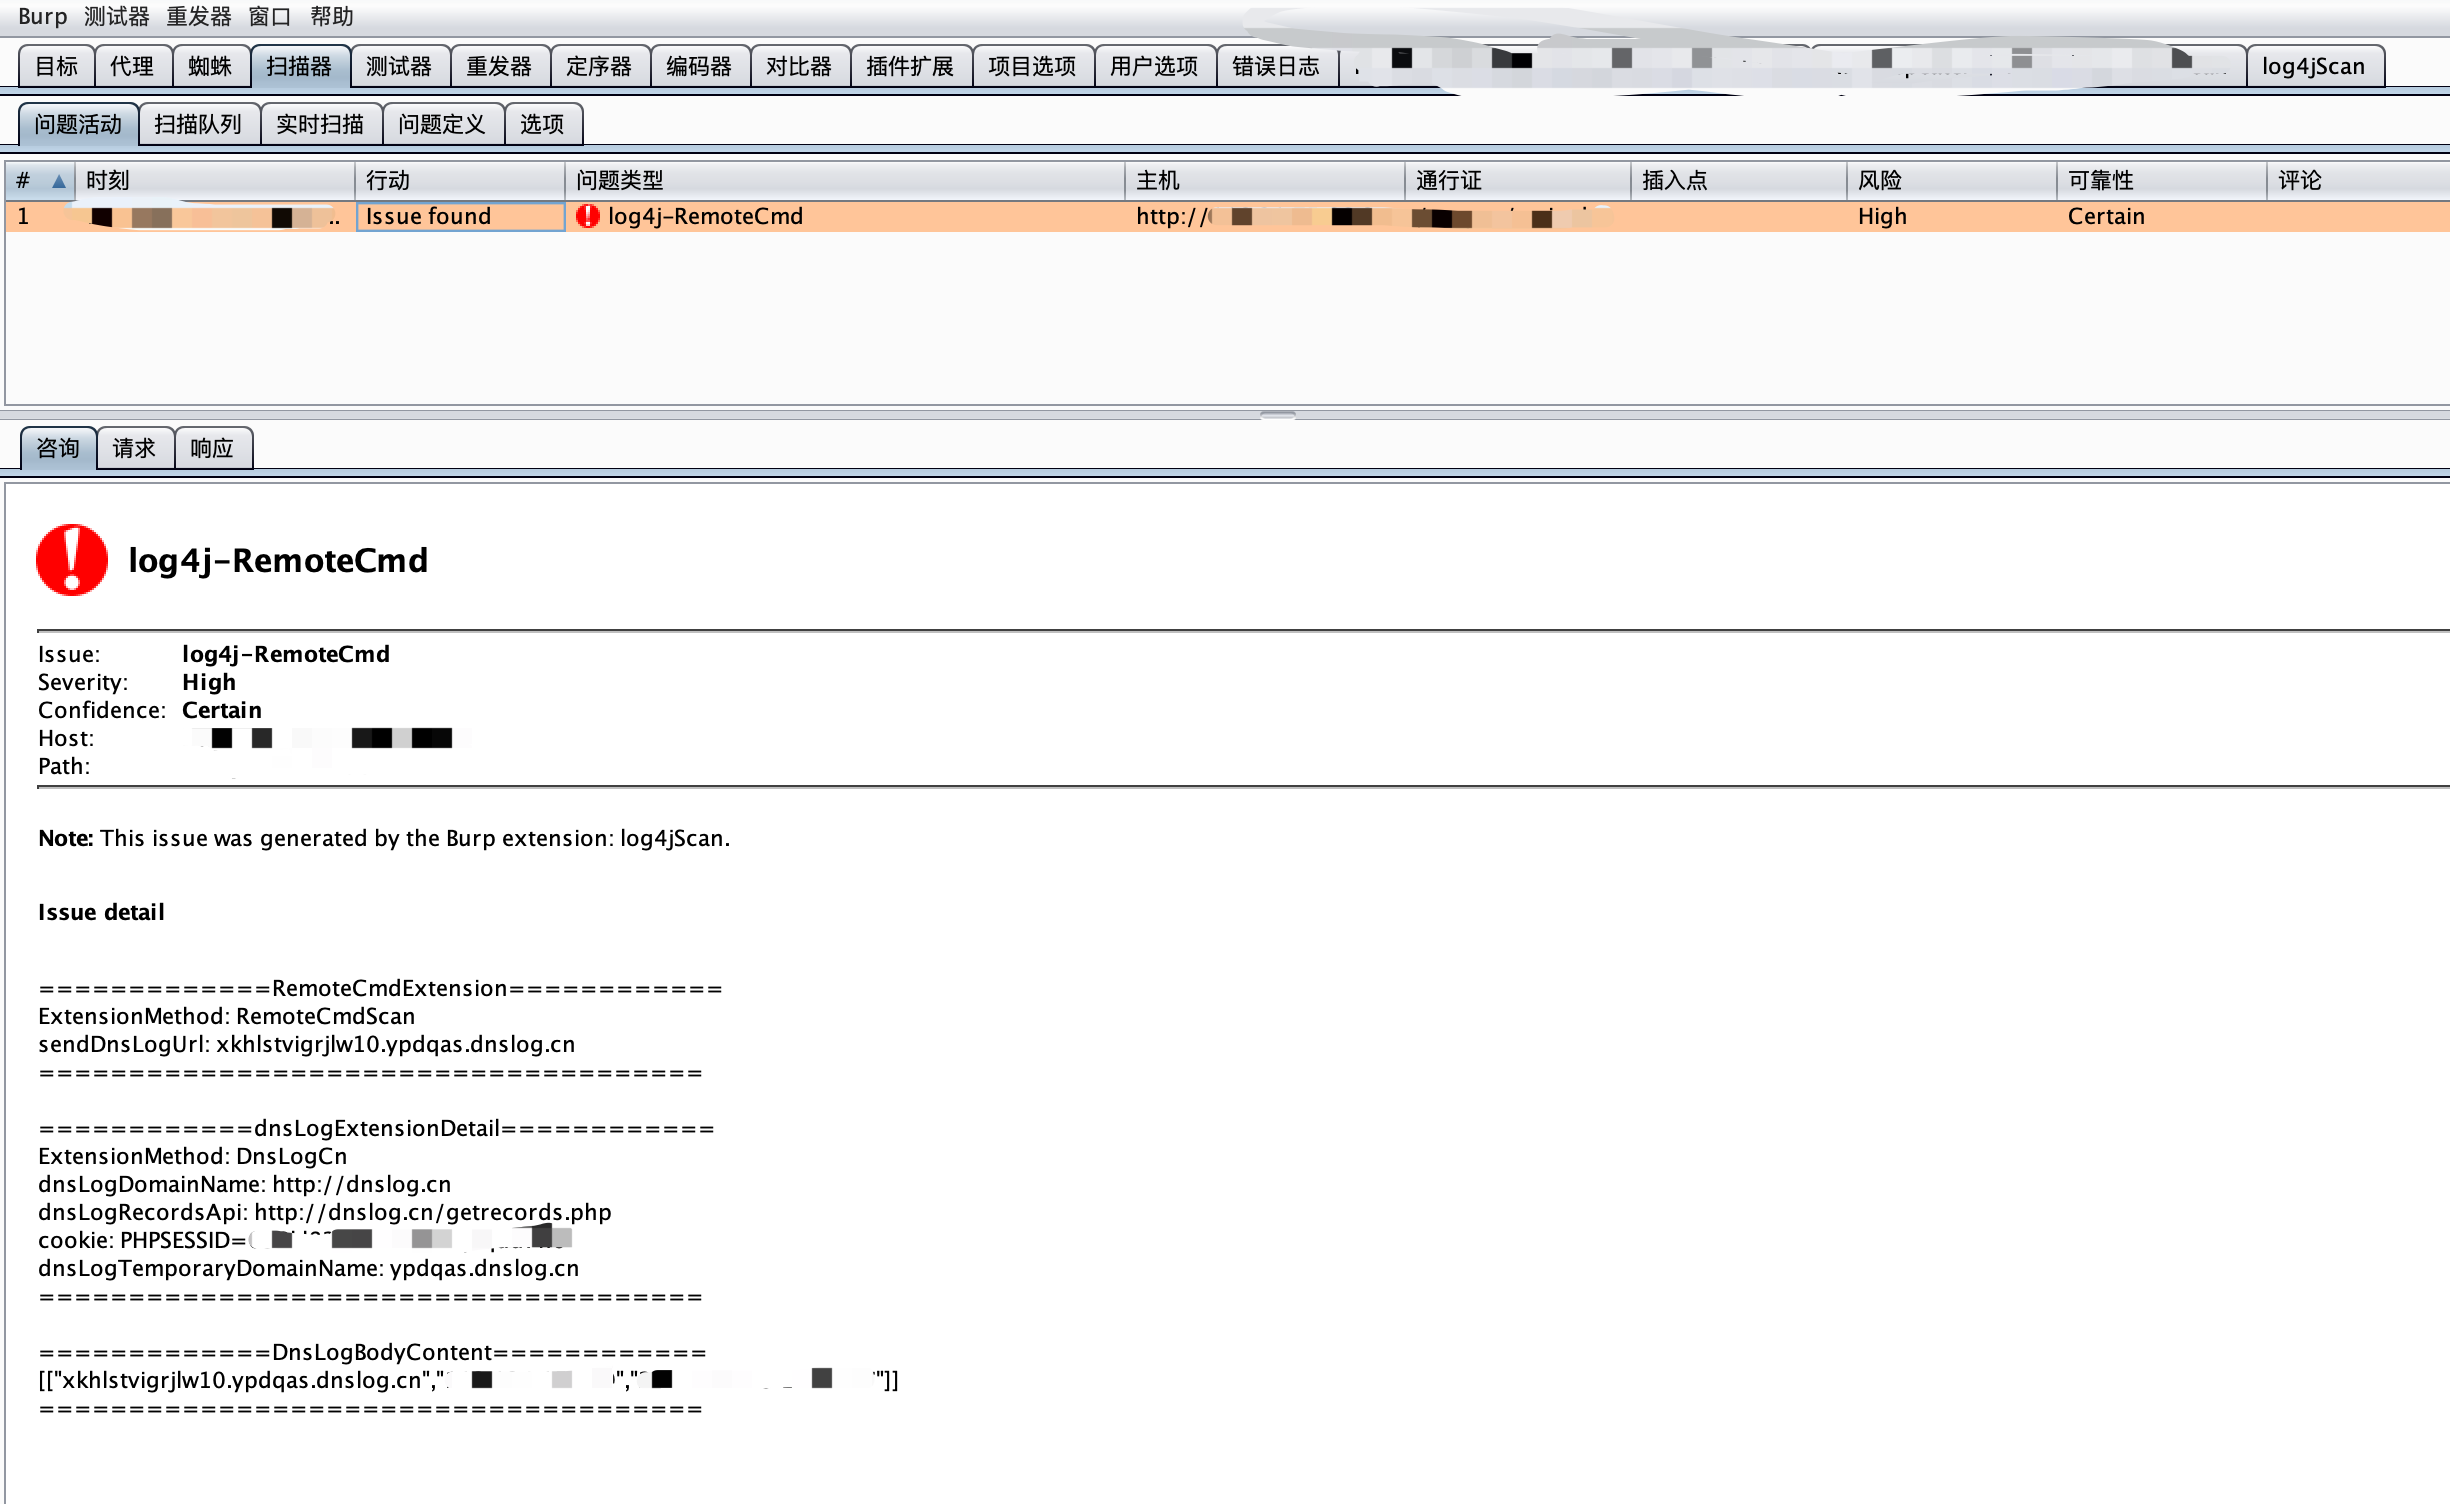 Burp 测试器 重发器 窗口 帮助
目标 代理 蜘蛛 扫描器 测试器 重发器 定序器 编码器 对比器 插件扩展 项目选项 用户选项 错误日志 log4jScan
问题活动 扫描队列 实时扫描 问题定义 选项
# 时刻 行动 问题类型 主机 通行证 插入点 风险 可靠性 评论
1 .. Issue found log4j-RemoteCmd http:// High Certain
咨询 请求 响应
log4j-RemoteCmd
Issue: log4j-RemoteCmd
Severity: High
Confidence: Certain
Host:
Path:
Note: This issue was generated by the Burp extension: log4jScan.
Issue detail
=============RemoteCmdExtension============
ExtensionMethod: RemoteCmdScan
sendDnsLogUrl: xkhlstvigrjlw10.ypdqas.dnslog.cn
=====================================
============dnsLogExtensionDetail============
ExtensionMethod: DnsLogCn
dnsLogDomainName: http://dnslog.cn
dnsLogRecordsApi: http://dnslog.cn/getrecords.php
cookie: PHPSESSID=
dnsLogTemporaryDomainName: ypdqas.dnslog.cn
=====================================
=============DnsLogBodyContent============
[["xkhlstvigrjlw10.ypdqas.dnslog.cn"," "," "]]
=====================================